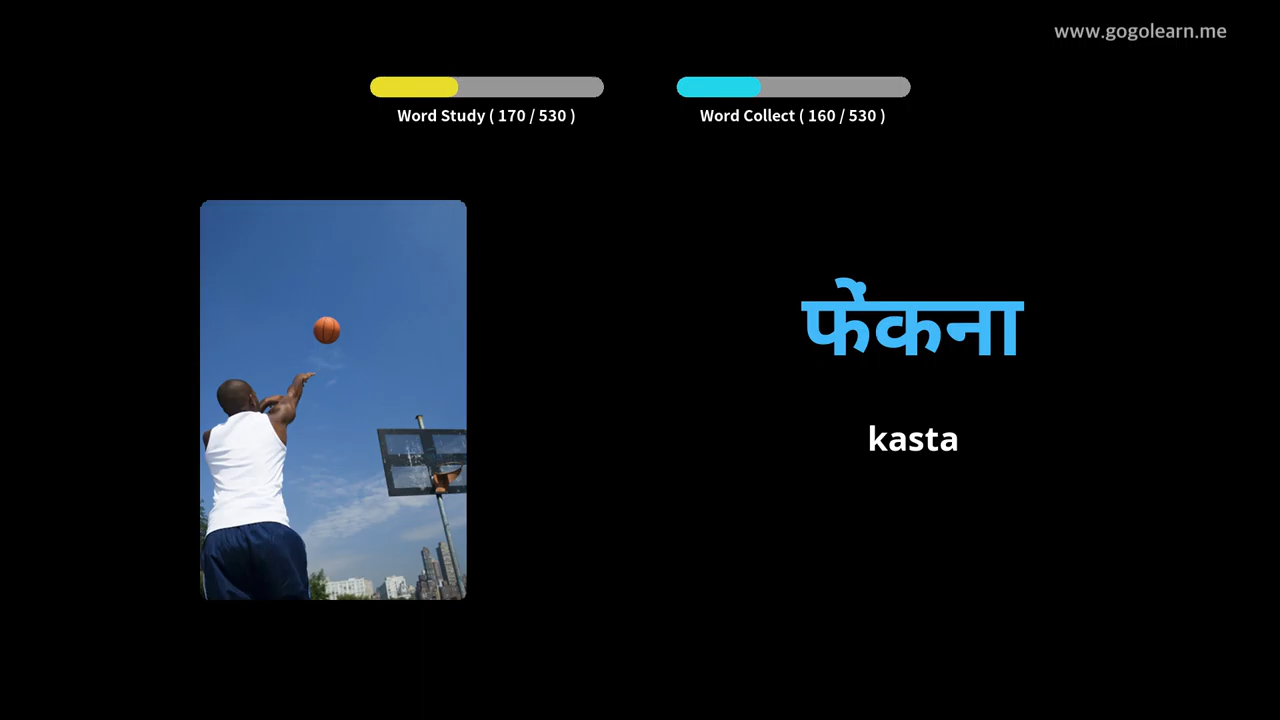 www.gogolearn.me
Word Study ( 170 / 530 )
Word Collect ( 160 / 530 )
फेंकना
kasta